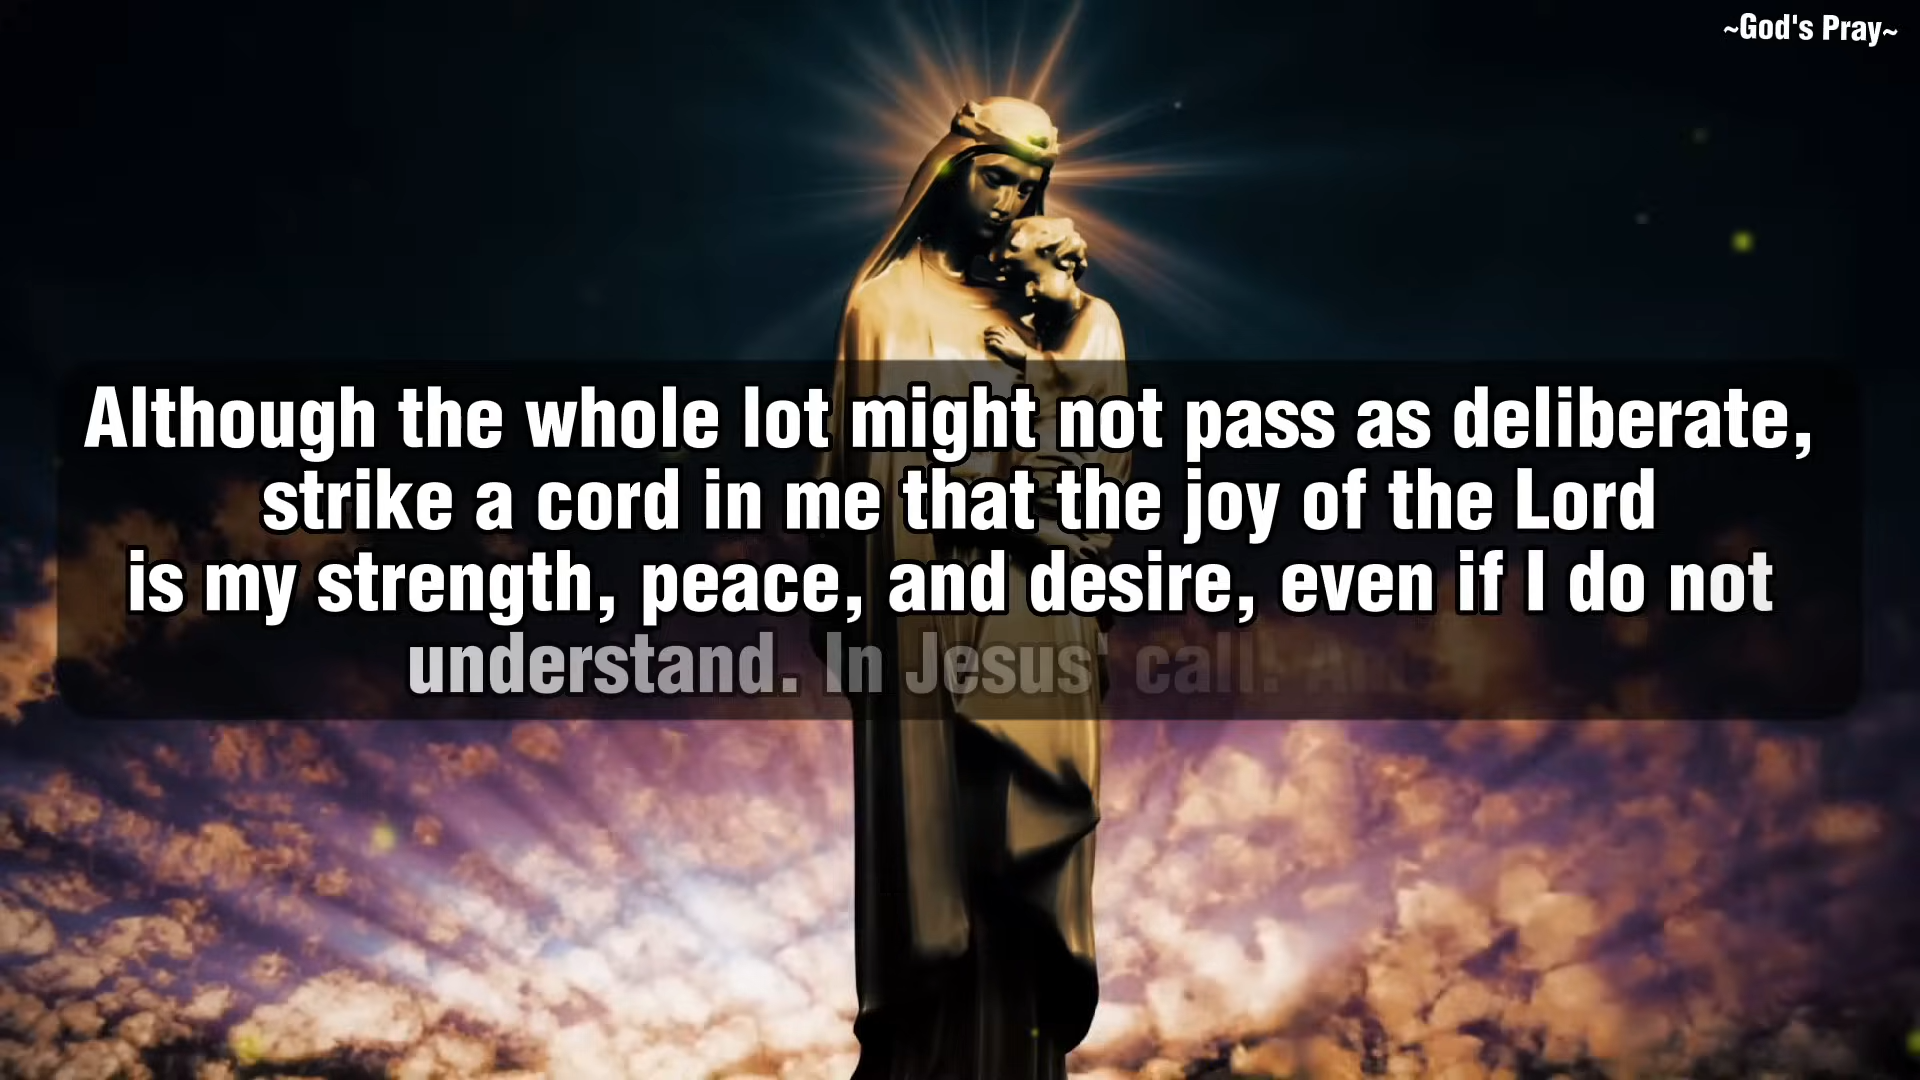 ~God's Pray~
Although the whole lot might not pass as deliberate,
strike a cord in me that the joy of the Lord
is my strength, peace, and desire, even if I do not
understand. In Jesus' call.